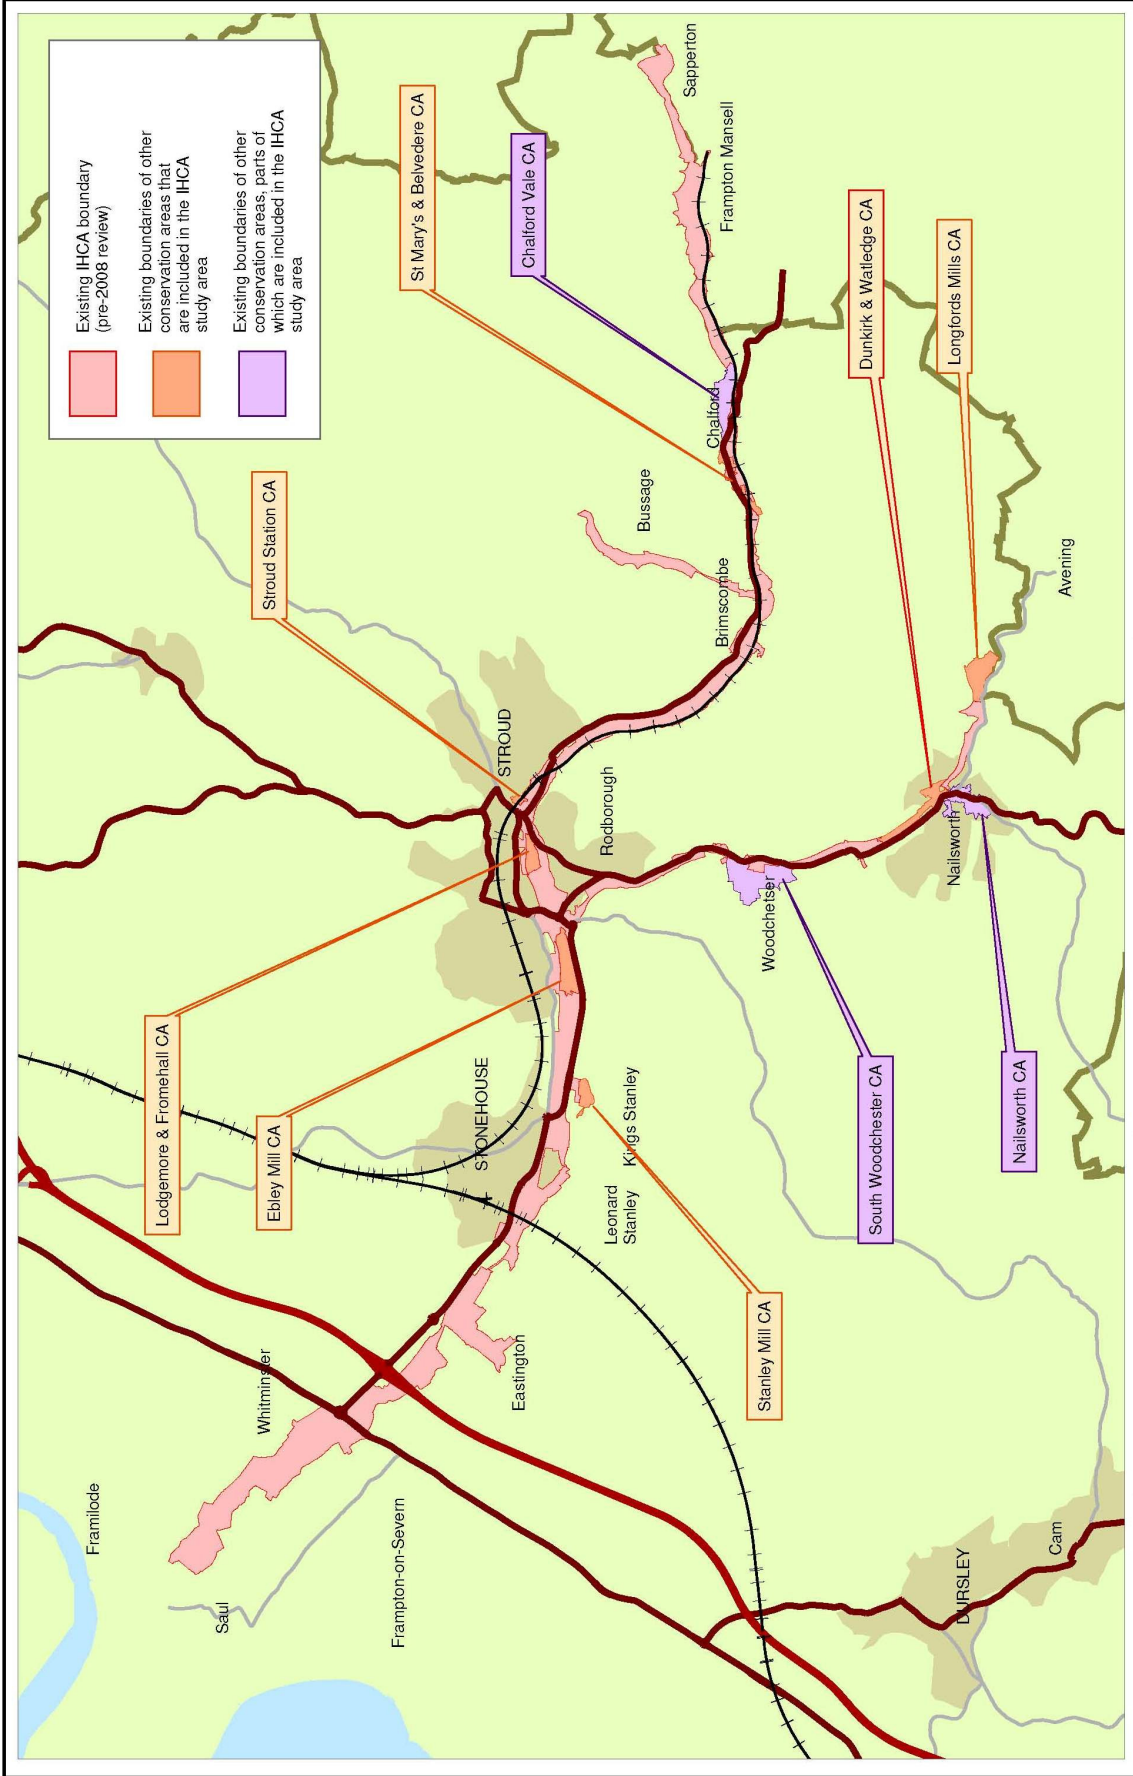 Existing IHCA boundary
(pre-2008 review)
Existing boundaries of other
conservation areas that
are included in the IHCA
study area
Existing boundaries of other
conservation areas, parts of
which are included in the IHCA
study area
Framilode
Saul
Whitminster
Frampton-on-Severn
Eastington
Lodgemore & Fromehall CA
Ebley Mill CA
Stroud Station CA
St Mary's & Belvedere CA
Chalford Vale CA
Sapperton
Frampton Mansell
STONEHOUSE
STROUD
Bussage
Chalford
Brimscombe
Rodborough
Leonard
Stanley
Kings Stanley
Stanley Mill CA
Woodchetser
South Woodchester CA
Dunkirk & Watledge CA
Longfords Mills CA
Nailsworth
Nailsworth CA
Avening
DURSLEY
Cam